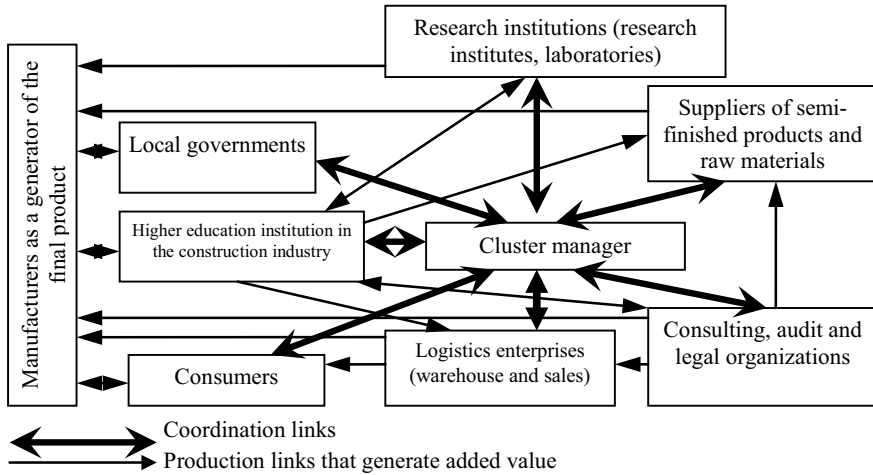 Manufacturers as a generator of the
final product
Research institutions (research
institutes, laboratories)
Suppliers of semi-
finished products and
raw materials
Local governments
Higher education institution in
the construction industry
Cluster manager
Consulting, audit and
legal organizations
Logistics enterprises
(warehouse and sales)
Consumers
Coordination links
Production links that generate added value